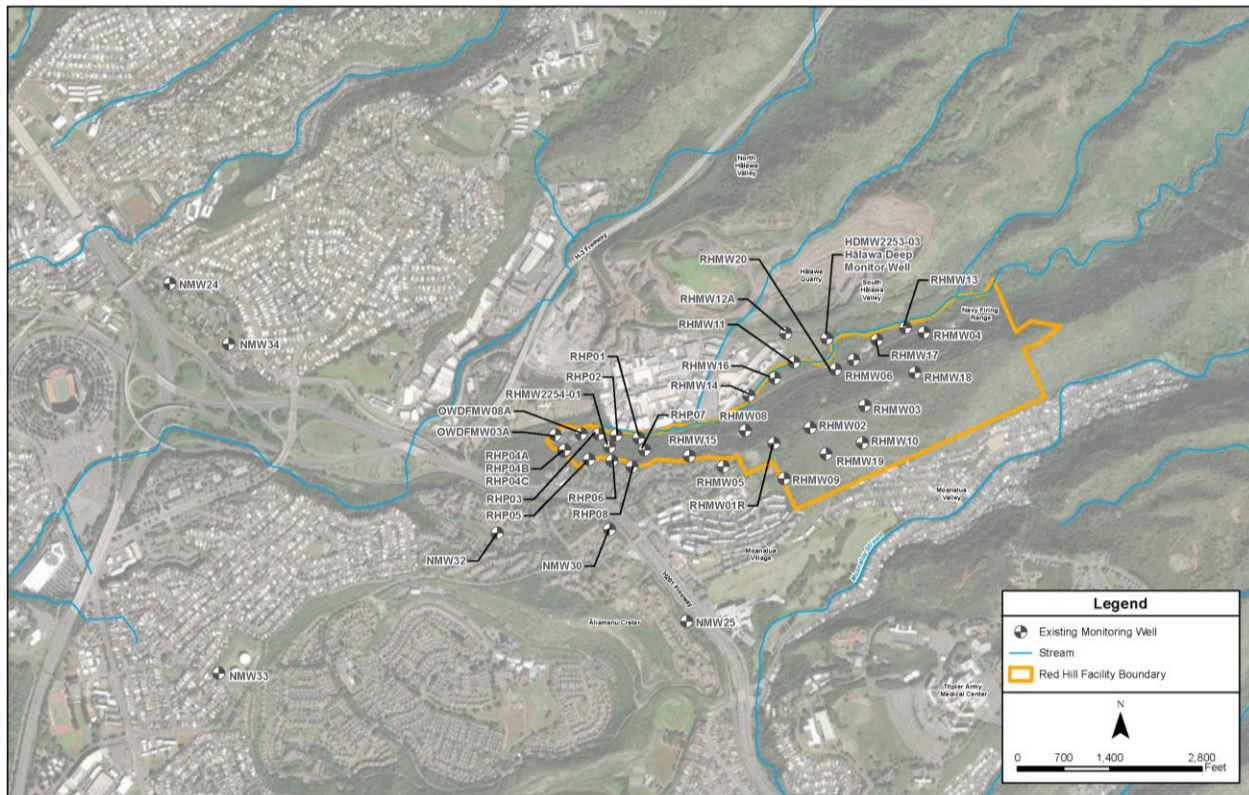 North
Hālawa
Valley
H-3 Freeway
HDMW2253-03
Hālawa Deep
Monitor Well
RHMW20
Hālawa
Quarry
South
Hālawa
Valley
RHMW13
Navy Firing
Range
NMW24
RHMW12A
RHMW04
RHMW11
RHMW17
NMW34
RHP01
RHMW16
RHMW06
RHMW18
RHP02
RHMW14
RHMW2254-01
RHP07
RHMW08
RHMW03
OWDFMW08A
RHMW02
OWDFMW03A
RHMW15
RHMW10
RHP04A
RHP04B
RHP04C
RHMW19
RHP03
RHP06
RHMW05
RHMW09
RHP05
RHP08
RHMW01R
Moanalua
Valley
NMW32
NMW30
Moanalua
Village
Moanalua Stream
H201 Freeway
Āliamanu Crater
NMW25
NMW33
Tripler Army
Medical Center
Legend
Existing Monitoring Well
Stream
Red Hill Facility Boundary
N
0 700 1,400 2,800
Feet